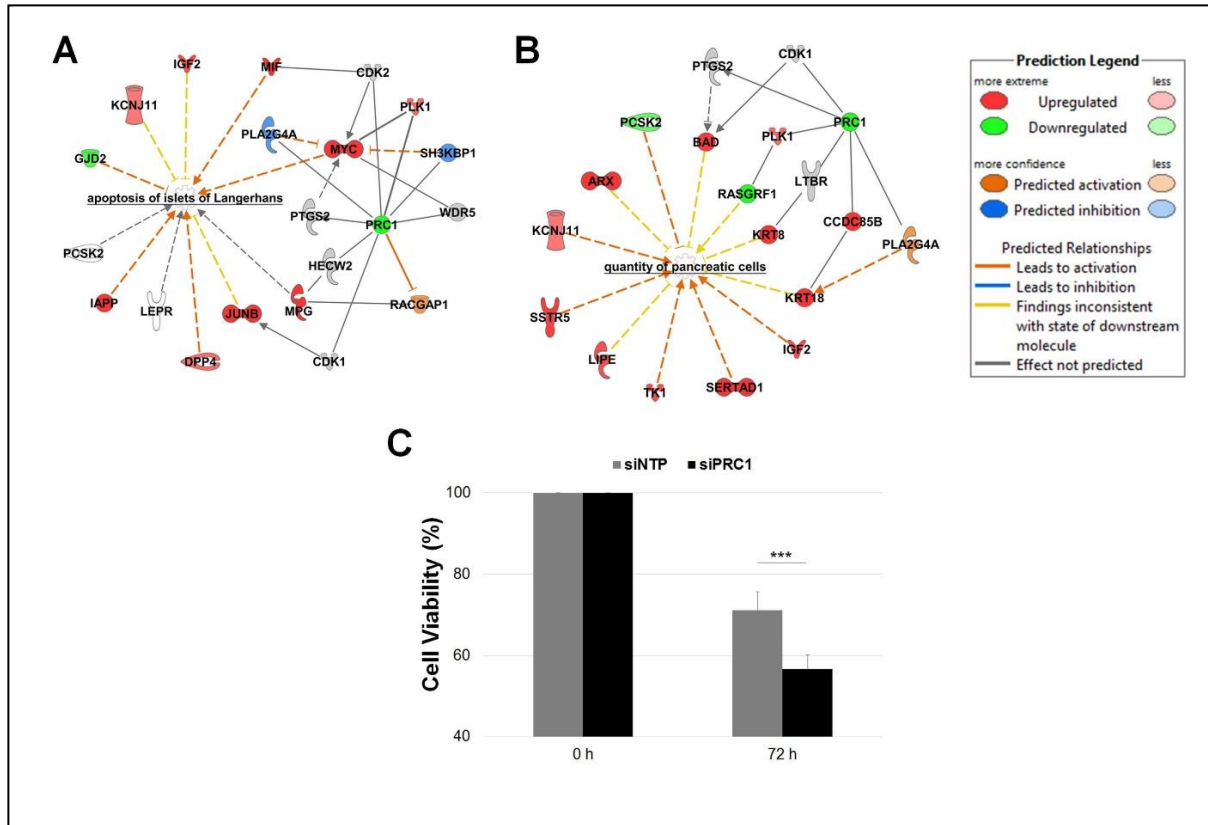 A
IGF2
MIF
CDK2
KCNJ11
PLK1
PLA2G4A
MYC
SH3KBP1
GJD2
apoptosis of islets of Langerhans
PTGS2
PRC1
WDR5
PCSK2
HECW2
IAPP
LEPR
JUNB
MPG
RACGAP1
DPP4
CDK1
B
PTGS2
CDK1
PCSK2
BAD
PLK1
PRC1
ARX
RASGRF1
LTBR
KCNJ11
KRT8
CCDC85B
PLA2G4A
quantity of pancreatic cells
KRT18
SSTR5
LIPE
IGF2
TK1
SERTAD1
Prediction Legend
more extreme less
Upregulated
Downregulated
more confidence less
Predicted activation
Predicted inhibition
Predicted Relationships
Leads to activation
Leads to inhibition
Findings inconsistent
with state of downstream
molecule
Effect not predicted
C
siNTP siPRC1
Cell Viability (%)
100
80
60
40
***
0 h 72 h